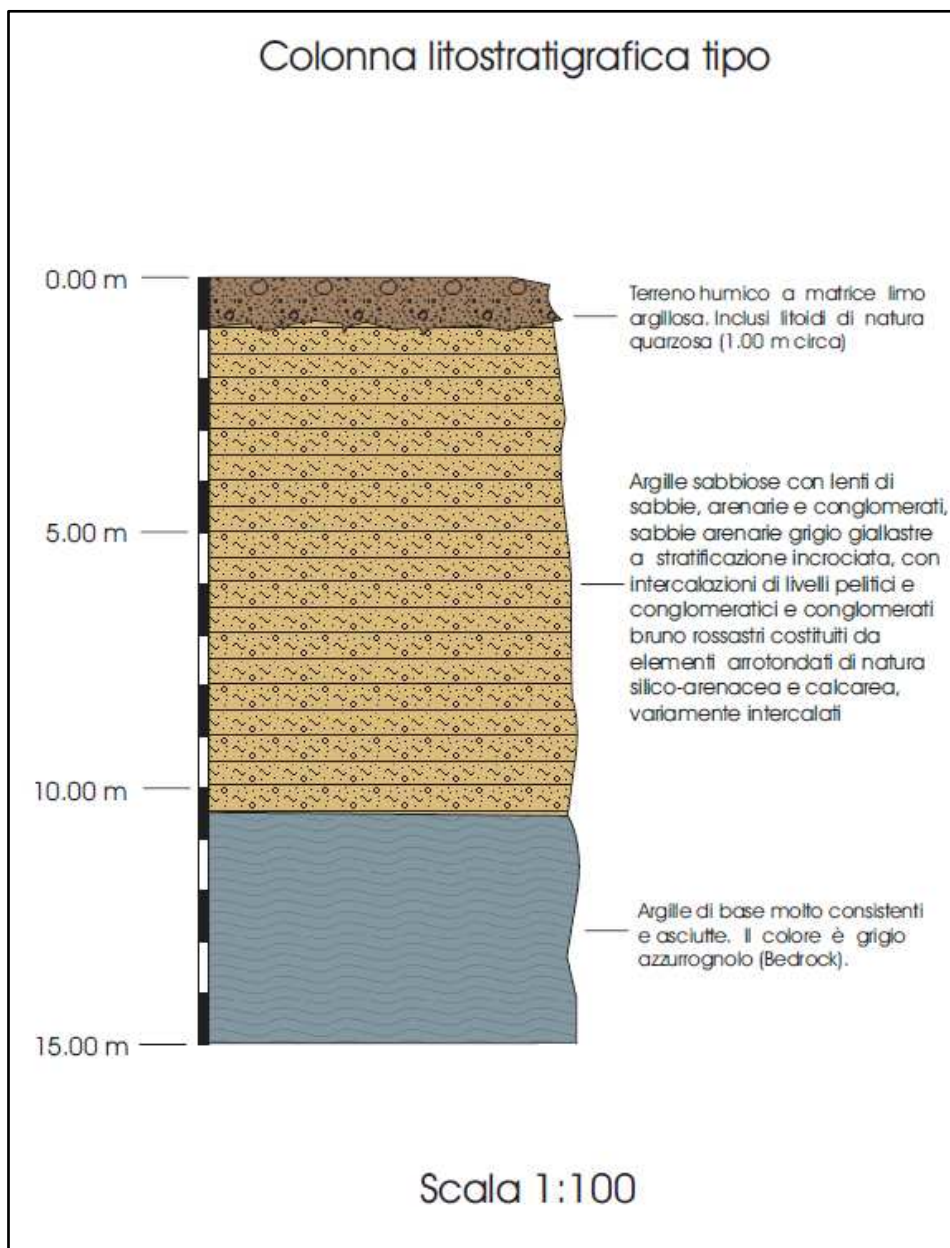 Colonna litostratigrafica tipo
0.00 m
Terreno humico a matrice limo
argillosa. Inclusi litoidi di natura
quarzosa (1.00 m circa)
Argille sabbiose con lenti di
sabbie, arenarie e conglomerati,
sabbie arenarie grigio giallastre
a stratificazione incrociata, con
intercalazioni di livelli pelitici e
conglomeratici e conglomerati
bruno rossastri costituiti da
elementi arrotondati di natura
silico-arenacea e calcarea,
variamente intercalati
5.00 m
10.00 m
Argille di base molto consistenti
e asciutte. Il colore è grigio
azzurrognolo (Bedrock).
15.00 m
Scala 1:100